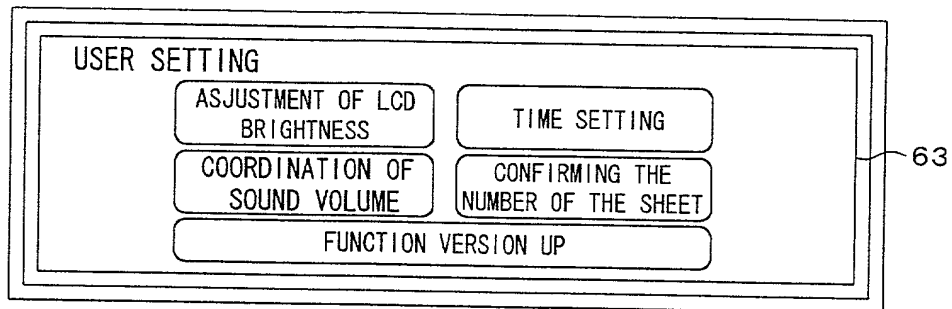 USER SETTING
ASJUSTMENT OF LCD
BRIGHTNESS
TIME SETTING
COORDINATION OF
SOUND VOLUME
CONFIRMING THE
NUMBER OF THE SHEET
FUNCTION VERSION UP
63